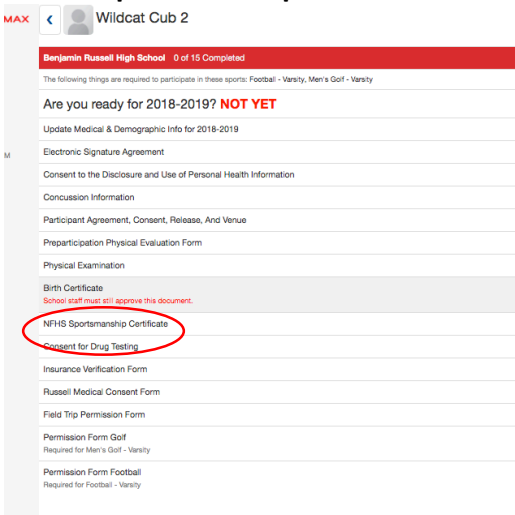 MAX
Wildcat Cub 2
Benjamin Russell High School 0 of 15 Completed
The following things are required to participate in these sports: Football - Varsity, Men's Golf - Varsity
Are you ready for 2018-2019? NOT YET
Update Medical & Demographic Info for 2018-2019
Electronic Signature Agreement
M
Consent to the Disclosure and Use of Personal Health Information
Concussion Information
Participant Agreement, Consent, Release, And Venue
Preparticipation Physical Evaluation Form
Physical Examination
Birth Certificate
School staff must still approve this document.
NFHS Sportsmanship Certificate
Consent for Drug Testing
Insurance Verification Form
Russell Medical Consent Form
Field Trip Permission Form
Permission Form Golf
Required for Men's Golf - Varsity
Permission Form Football
Required for Football - Varsity